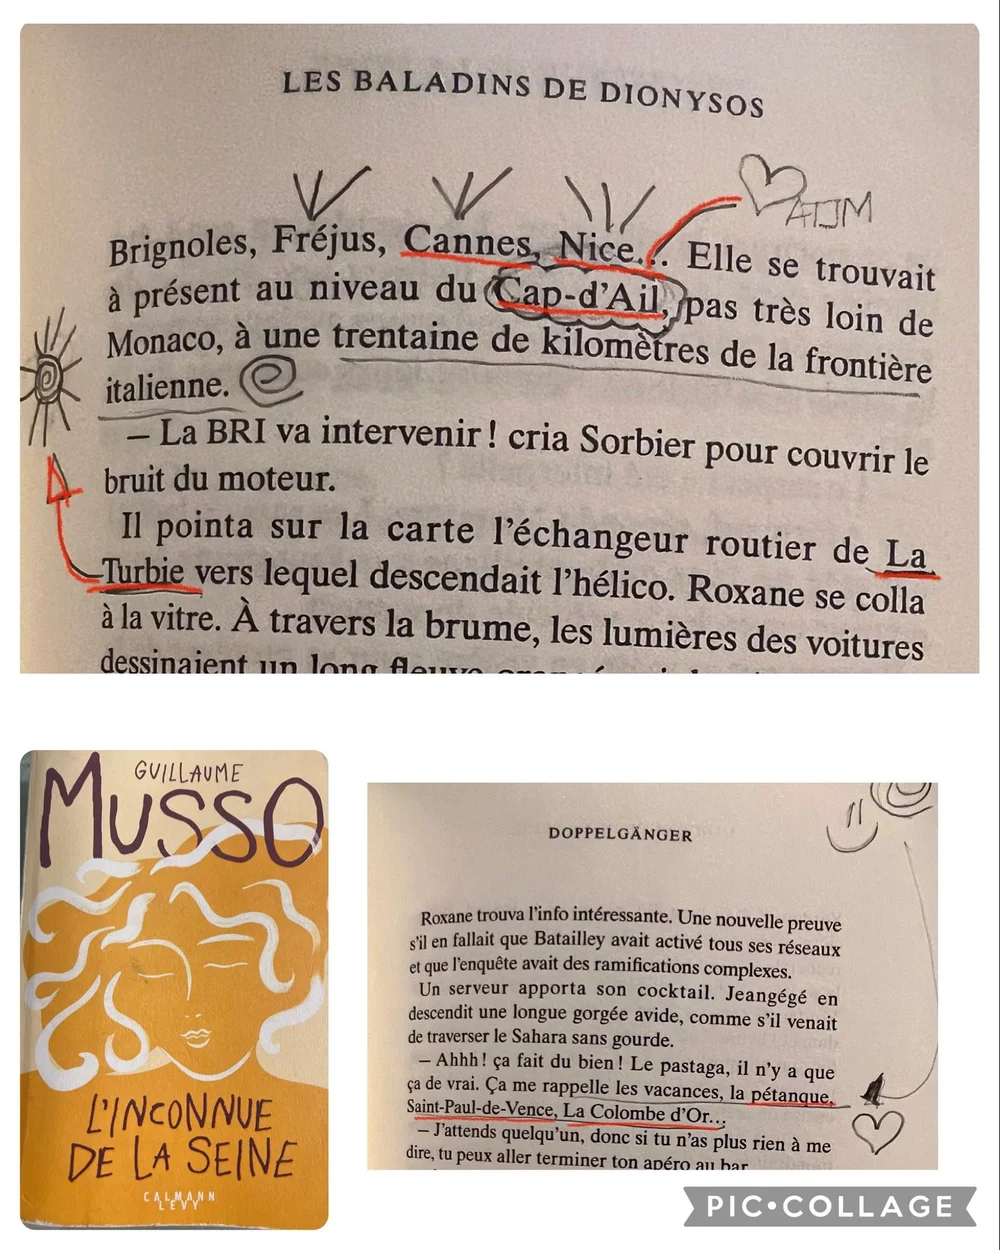 LES BALADINS DE DIONYSOS
ATJM
Brignoles, Fréjus, Cannes, Nice... Elle se trouvait
à présent au niveau du Cap-d'Ail, pas très loin de
Monaco, à une trentaine de kilomètres de la frontière
italienne.
– La BRI va intervenir ! cria Sorbier pour couvrir le
bruit du moteur.
Il pointa sur la carte l'échangeur routier de La
Turbie vers lequel descendait l'hélico. Roxane se colla
à la vitre. À travers la brume, les lumières des voitures
dessinaient un long fleuve
GUILLAUME
MUSSO
L'INCONNUE
DE LA SEINE
CALMANN
LEVY
DOPPELGÄNGER
Roxane trouva l'info intéressante. Une nouvelle preuve
s'il en fallait que Batailley avait activé tous ses réseaux
et que l'enquête avait des ramifications complexes.
Un serveur apporta son cocktail. Jeangégé en
descendit une longue gorgée avide, comme s'il venait
de traverser le Sahara sans gourde.
– Ahhh ! ça fait du bien ! Le pastaga, il n'y a que
ça de vrai. Ça me rappelle les vacances, la pétanque,
Saint-Paul-de-Vence, La Colombe d'Or...
– J'attends quelqu'un, donc si tu n'as plus rien à me
dire, tu peux aller terminer ton apéro au bar.
PIC•COLLAGE